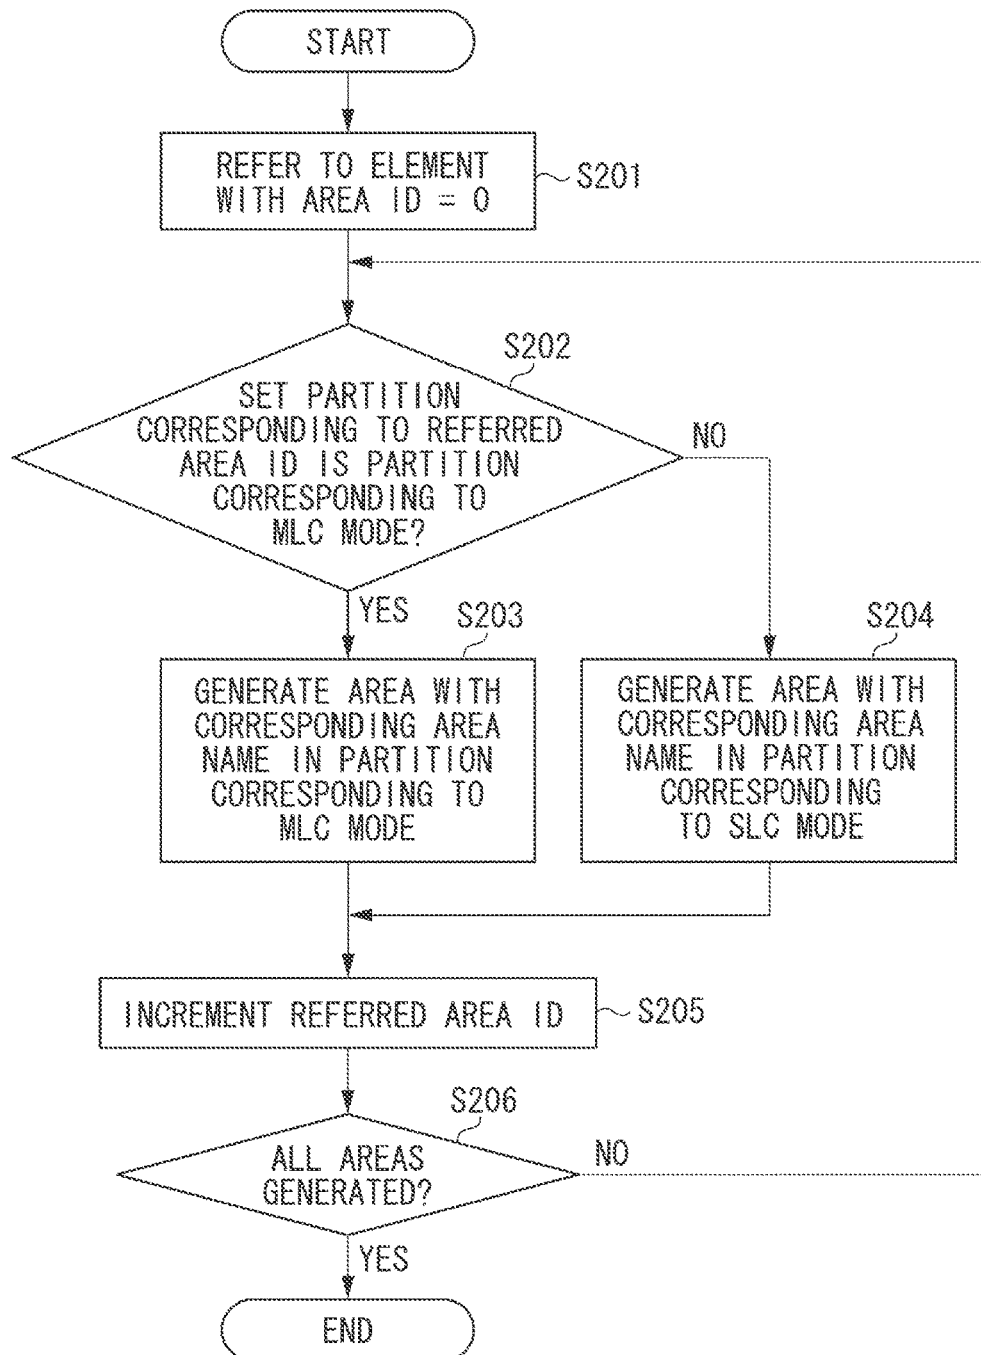 START
REFER TO ELEMENT
WITH AREA ID = 0
S201
S202
SET PARTITION
CORRESPONDING TO REFERRED
AREA ID IS PARTITION
CORRESPONDING TO
MLC MODE?
NO
YES
S203
GENERATE AREA WITH
CORRESPONDING AREA
NAME IN PARTITION
CORRESPONDING TO
MLC MODE
S204
GENERATE AREA WITH
CORRESPONDING AREA
NAME IN PARTITION
CORRESPONDING
TO SLC MODE
INCREMENT REFERRED AREA ID
S205
S206
ALL AREAS
GENERATED?
NO
YES
END